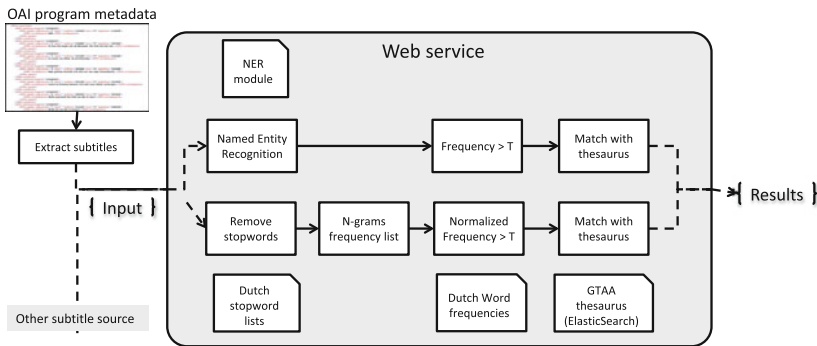 OAI program metadata
Web service
NER
module
Extract subtitles
Named Entity
Recognition
Frequency > T
Match with
thesaurus
{ Input }
{ Results }
Remove
stopwords
N-grams
frequency list
Normalized
Frequency > T
Match with
thesaurus
Other subtitle source
Dutch
stopword
lists
Dutch Word
frequencies
GTAA
thesaurus
(ElasticSearch)